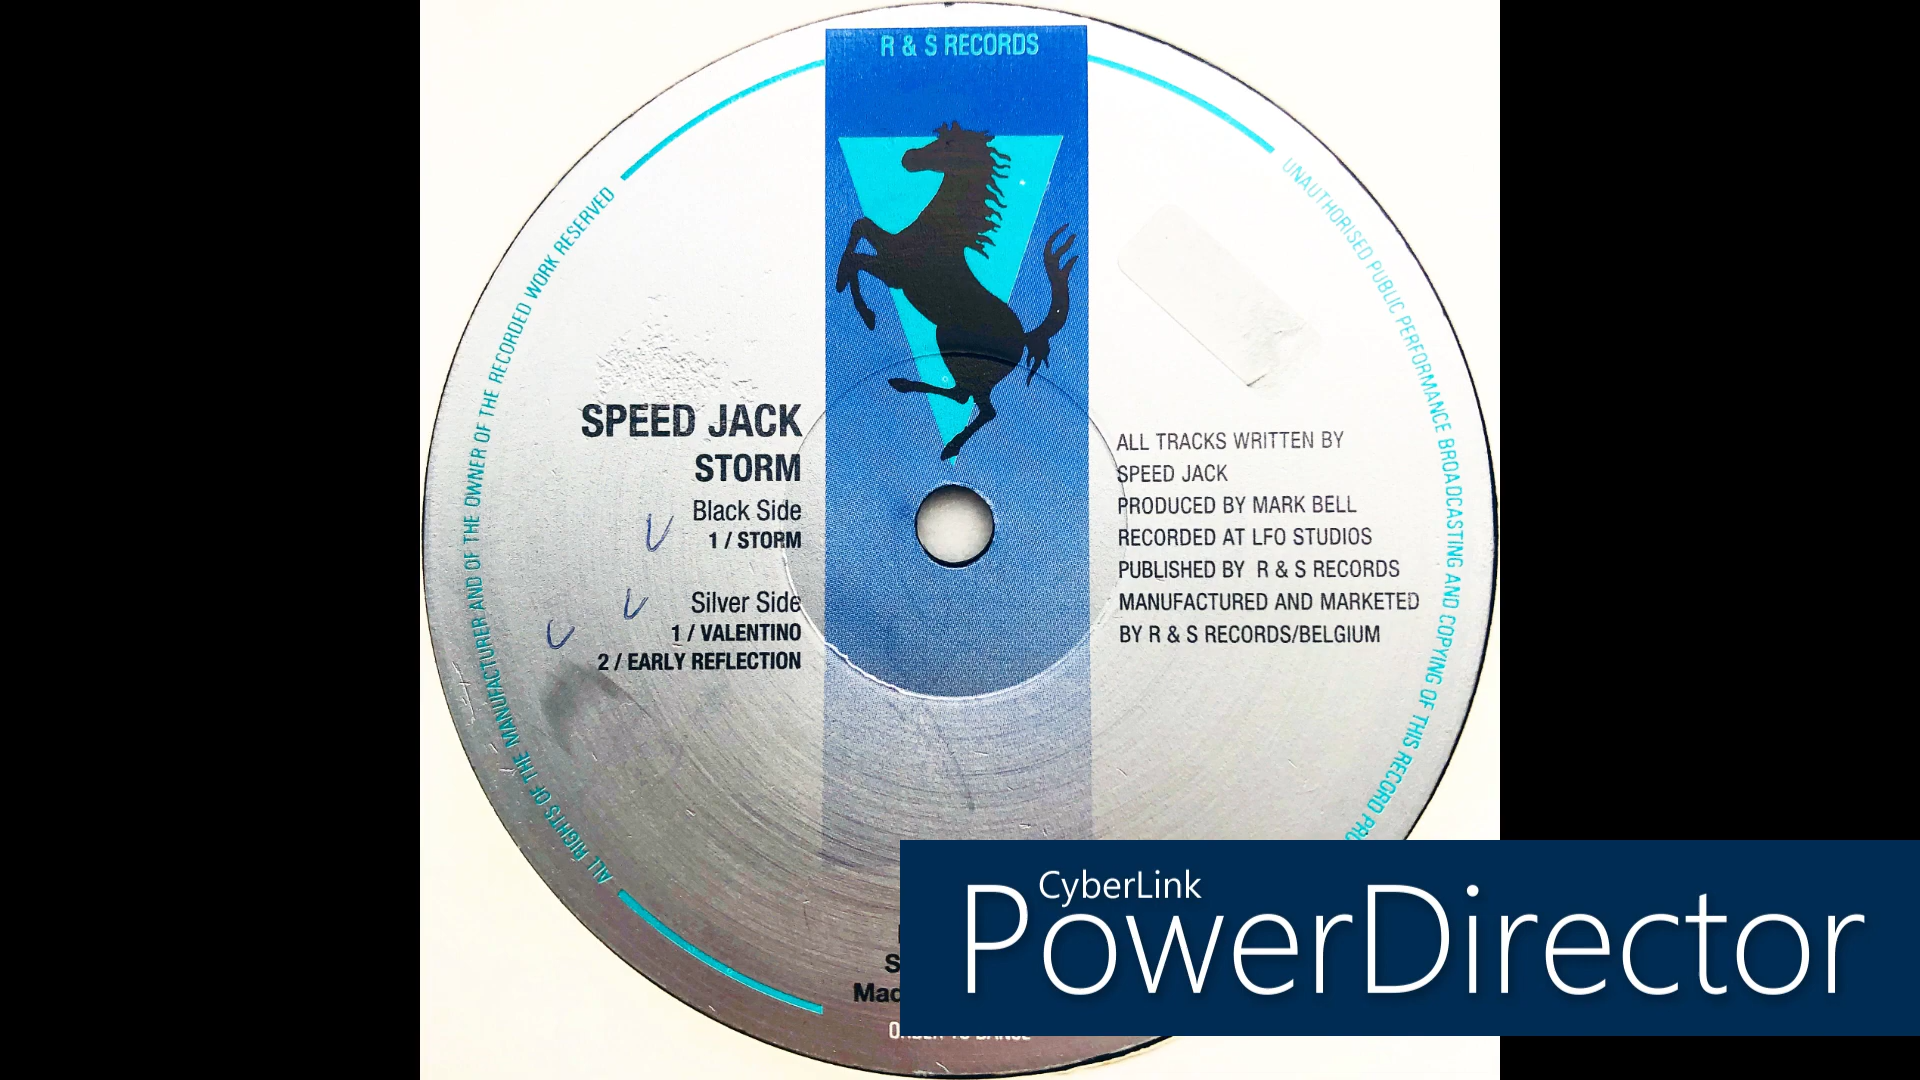 R & S RECORDS
ALL RIGHTS OF THE MANUFACTURER AND OF THE OWNER OF THE RECORDED WORK RESERVED
UNAUTHORISED PUBLIC PERFORMANCE BROADCASTING AND COPYING OF THIS RECORD
SPEED JACK
STORM
Black Side
1 / STORM
Silver Side
1 / VALENTINO
2 / EARLY REFLECTION
ALL TRACKS WRITTEN BY
SPEED JACK
PRODUCED BY MARK BELL
RECORDED AT LFO STUDIOS
PUBLISHED BY R & S RECORDS
MANUFACTURED AND MARKETED
BY R & S RECORDS/BELGIUM
CyberLink
PowerDirector